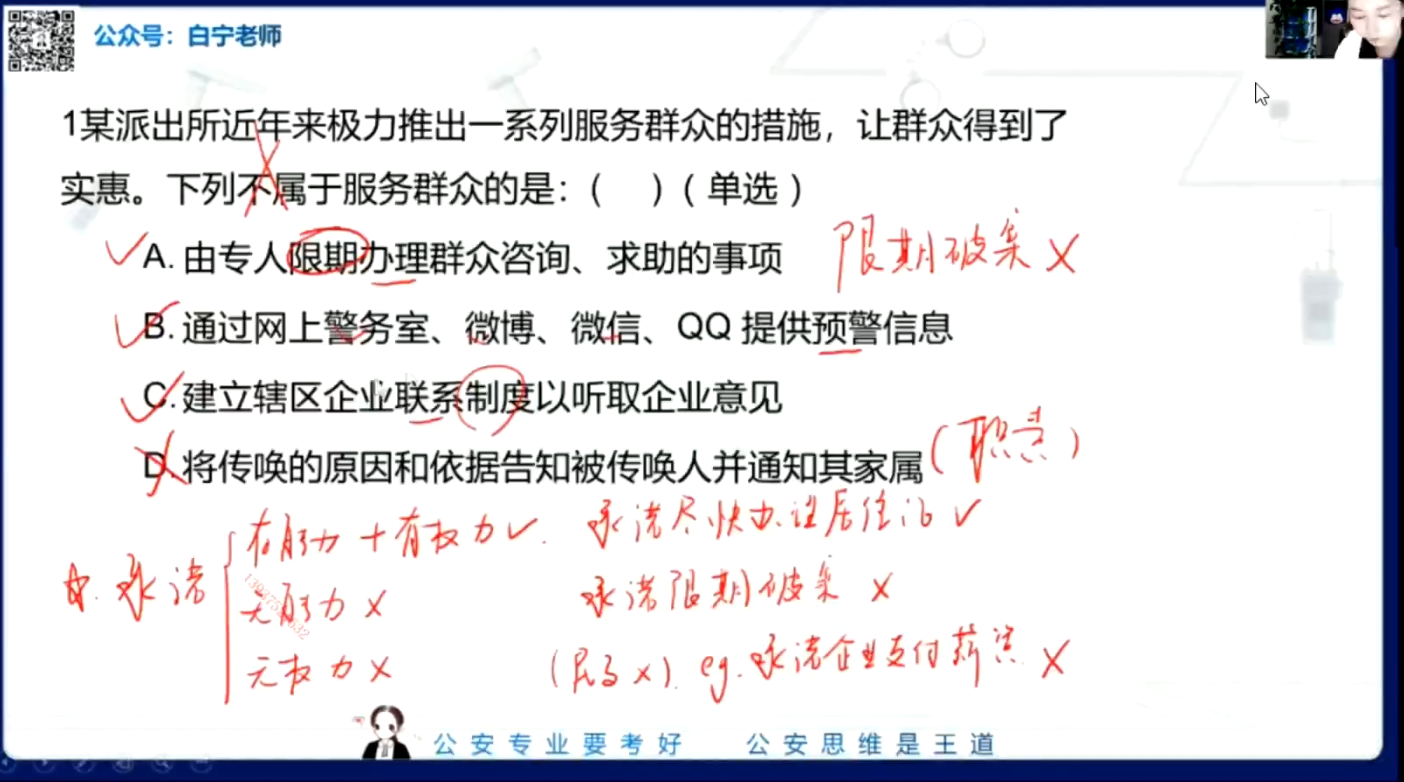 公众号：白宁老师
1某派出所近年来极力推出一系列服务群众的措施，让群众得到了
实惠。下列不属于服务群众的是:（ ）（单选）
A. 由专人限期办理群众咨询、求助的事项
限期破案 ×
B. 通过网上警务室、微博、微信、QQ 提供预警信息
C. 建立辖区企业联系制度以听取企业意见
D. 将传唤的原因和依据告知被传唤人并通知其家属
（职责）
有能力＋有权力✓. 承诺尽快办证居住证 ✓
☆. 承诺
无能力 × 承诺限期破案 ×
无权力 × (民事×). eg. 承诺企业支付薪资 ×
公安专业要考好 公安思维是王道